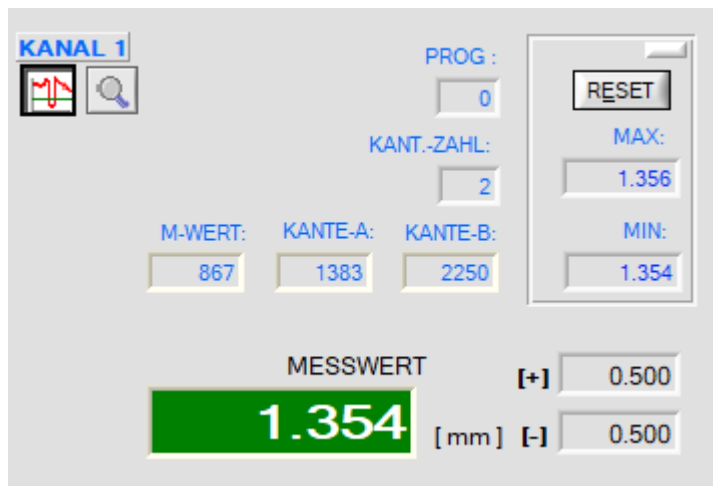 KANAL 1
PROG :
0
KANT.-ZAHL:
2
M-WERT: KANTE-A: KANTE-B:
867 1383 2250
RESET
MAX:
1.356
MIN:
1.354
MESSWERT
1.354 [ mm ]
[+] 0.500
[-] 0.500